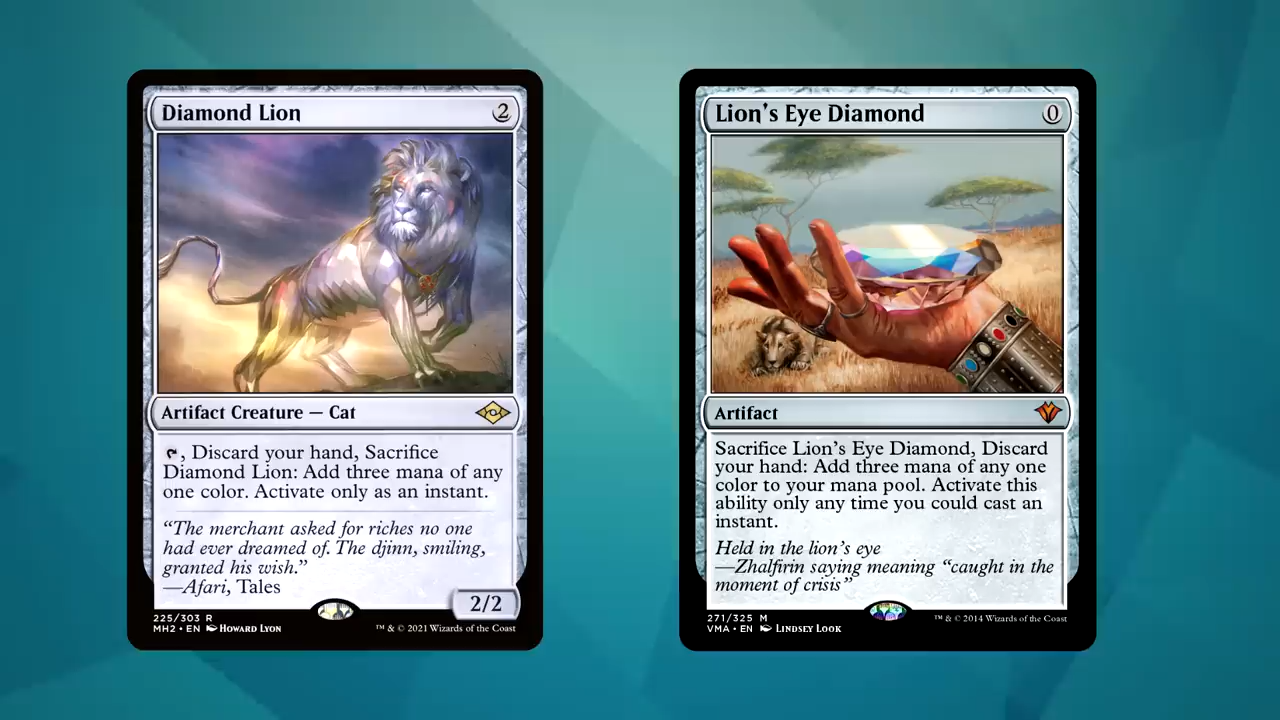 Diamond Lion 2
Artifact Creature — Cat
, Discard your hand, Sacrifice
Diamond Lion: Add three mana of any
one color. Activate only as an instant.
“The merchant asked for riches no one
had ever dreamed of. The djinn, smiling,
granted his wish.”
—Afari, Tales
2/2
225/303 R
MH2 • EN Howard Lyon
™ & © 2021 Wizards of the Coast
Lion's Eye Diamond 0
Artifact
Sacrifice Lion's Eye Diamond, Discard
your hand: Add three mana of any one
color to your mana pool. Activate this
ability only any time you could cast an
instant.
Held in the lion's eye
—Zhalfirin saying meaning “caught in the
moment of crisis”
271/325 M
VMA • EN Lindsey Look
™ & © 2014 Wizards of the Coast